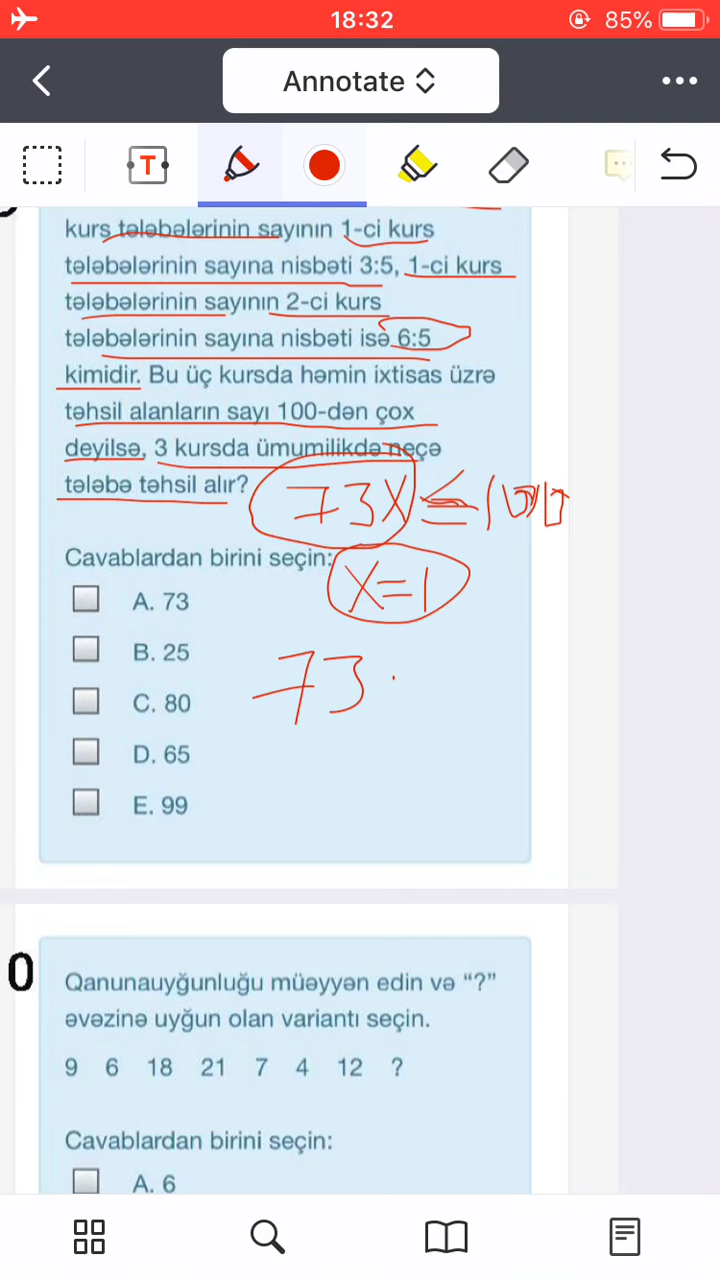 18:32
85%
Annotate
T
kurs tələbələrinin sayının 1-ci kurs
tələbələrinin sayına nisbəti 3:5, 1-ci kurs
tələbələrinin sayının 2-ci kurs
tələbələrinin sayına nisbəti isə 6:5
kimidir. Bu üç kursda həmin ixtisas üzrə
təhsil alanların sayı 100-dən çox
deyilsə, 3 kursda ümumilikdə neçə
tələbə təhsil alır?
73x ≤ 100
Cavablardan birini seçin:
x=1
A. 73
B. 25
73
C. 80
D. 65
E. 99
0
Qanunauyğunluğu müəyyən edin və “?”
əvəzinə uyğun olan variantı seçin.
9 6 18 21 7 4 12 ?
Cavablardan birini seçin:
A. 6